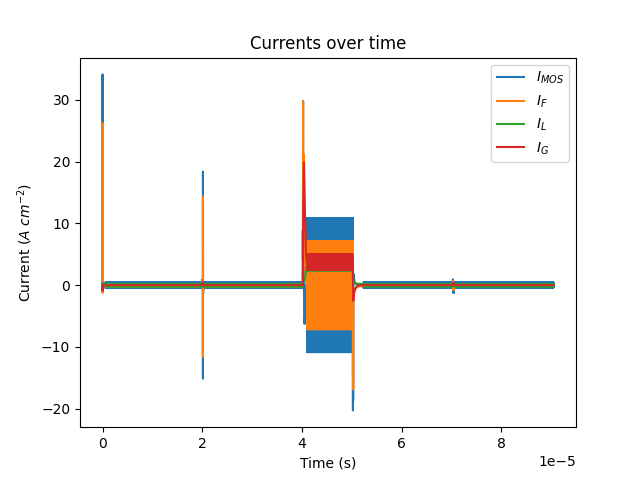 Currents over time
Current (A cm⁻²)
30
20
10
0
−10
−20
I_MOS
I_F
I_L
I_G
0 2 4 6 8
1e−5
Time (s)